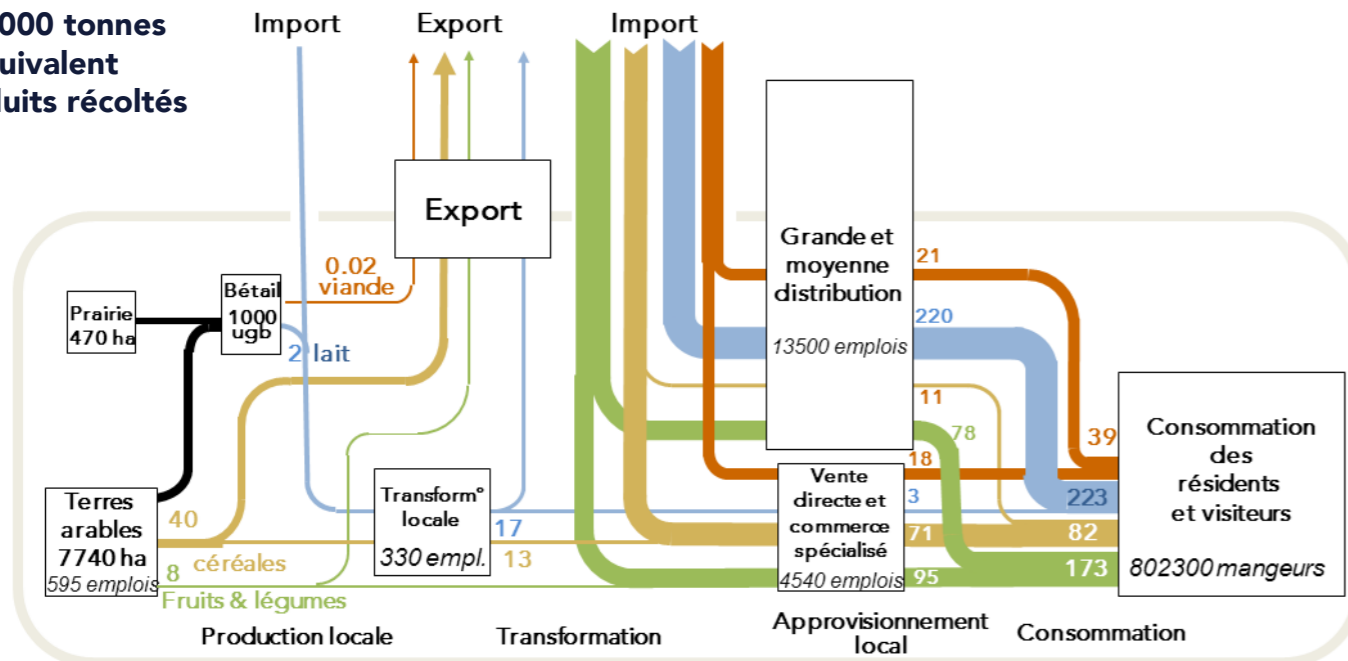 000 tonnes
uivalent
luits récoltés
Import
Export
Import
Export
Grande et
moyenne
distribution
13500 emplois
21
220
11
78
0.02
viande
Bétail
1000
ugb
Prairie
470 ha
2 lait
39
Consommation
des
résidents
et visiteurs
802300 mangeurs
223
82
173
18
3
71
95
Vente
directe et
commerce
spécialisé
4540 emplois
Transform°
locale
330 empl.
17
13
Terres
arables
7740 ha
595 emplois
40
céréales
8
Fruits & légumes
Production locale
Transformation
Approvisionnement
local
Consommation